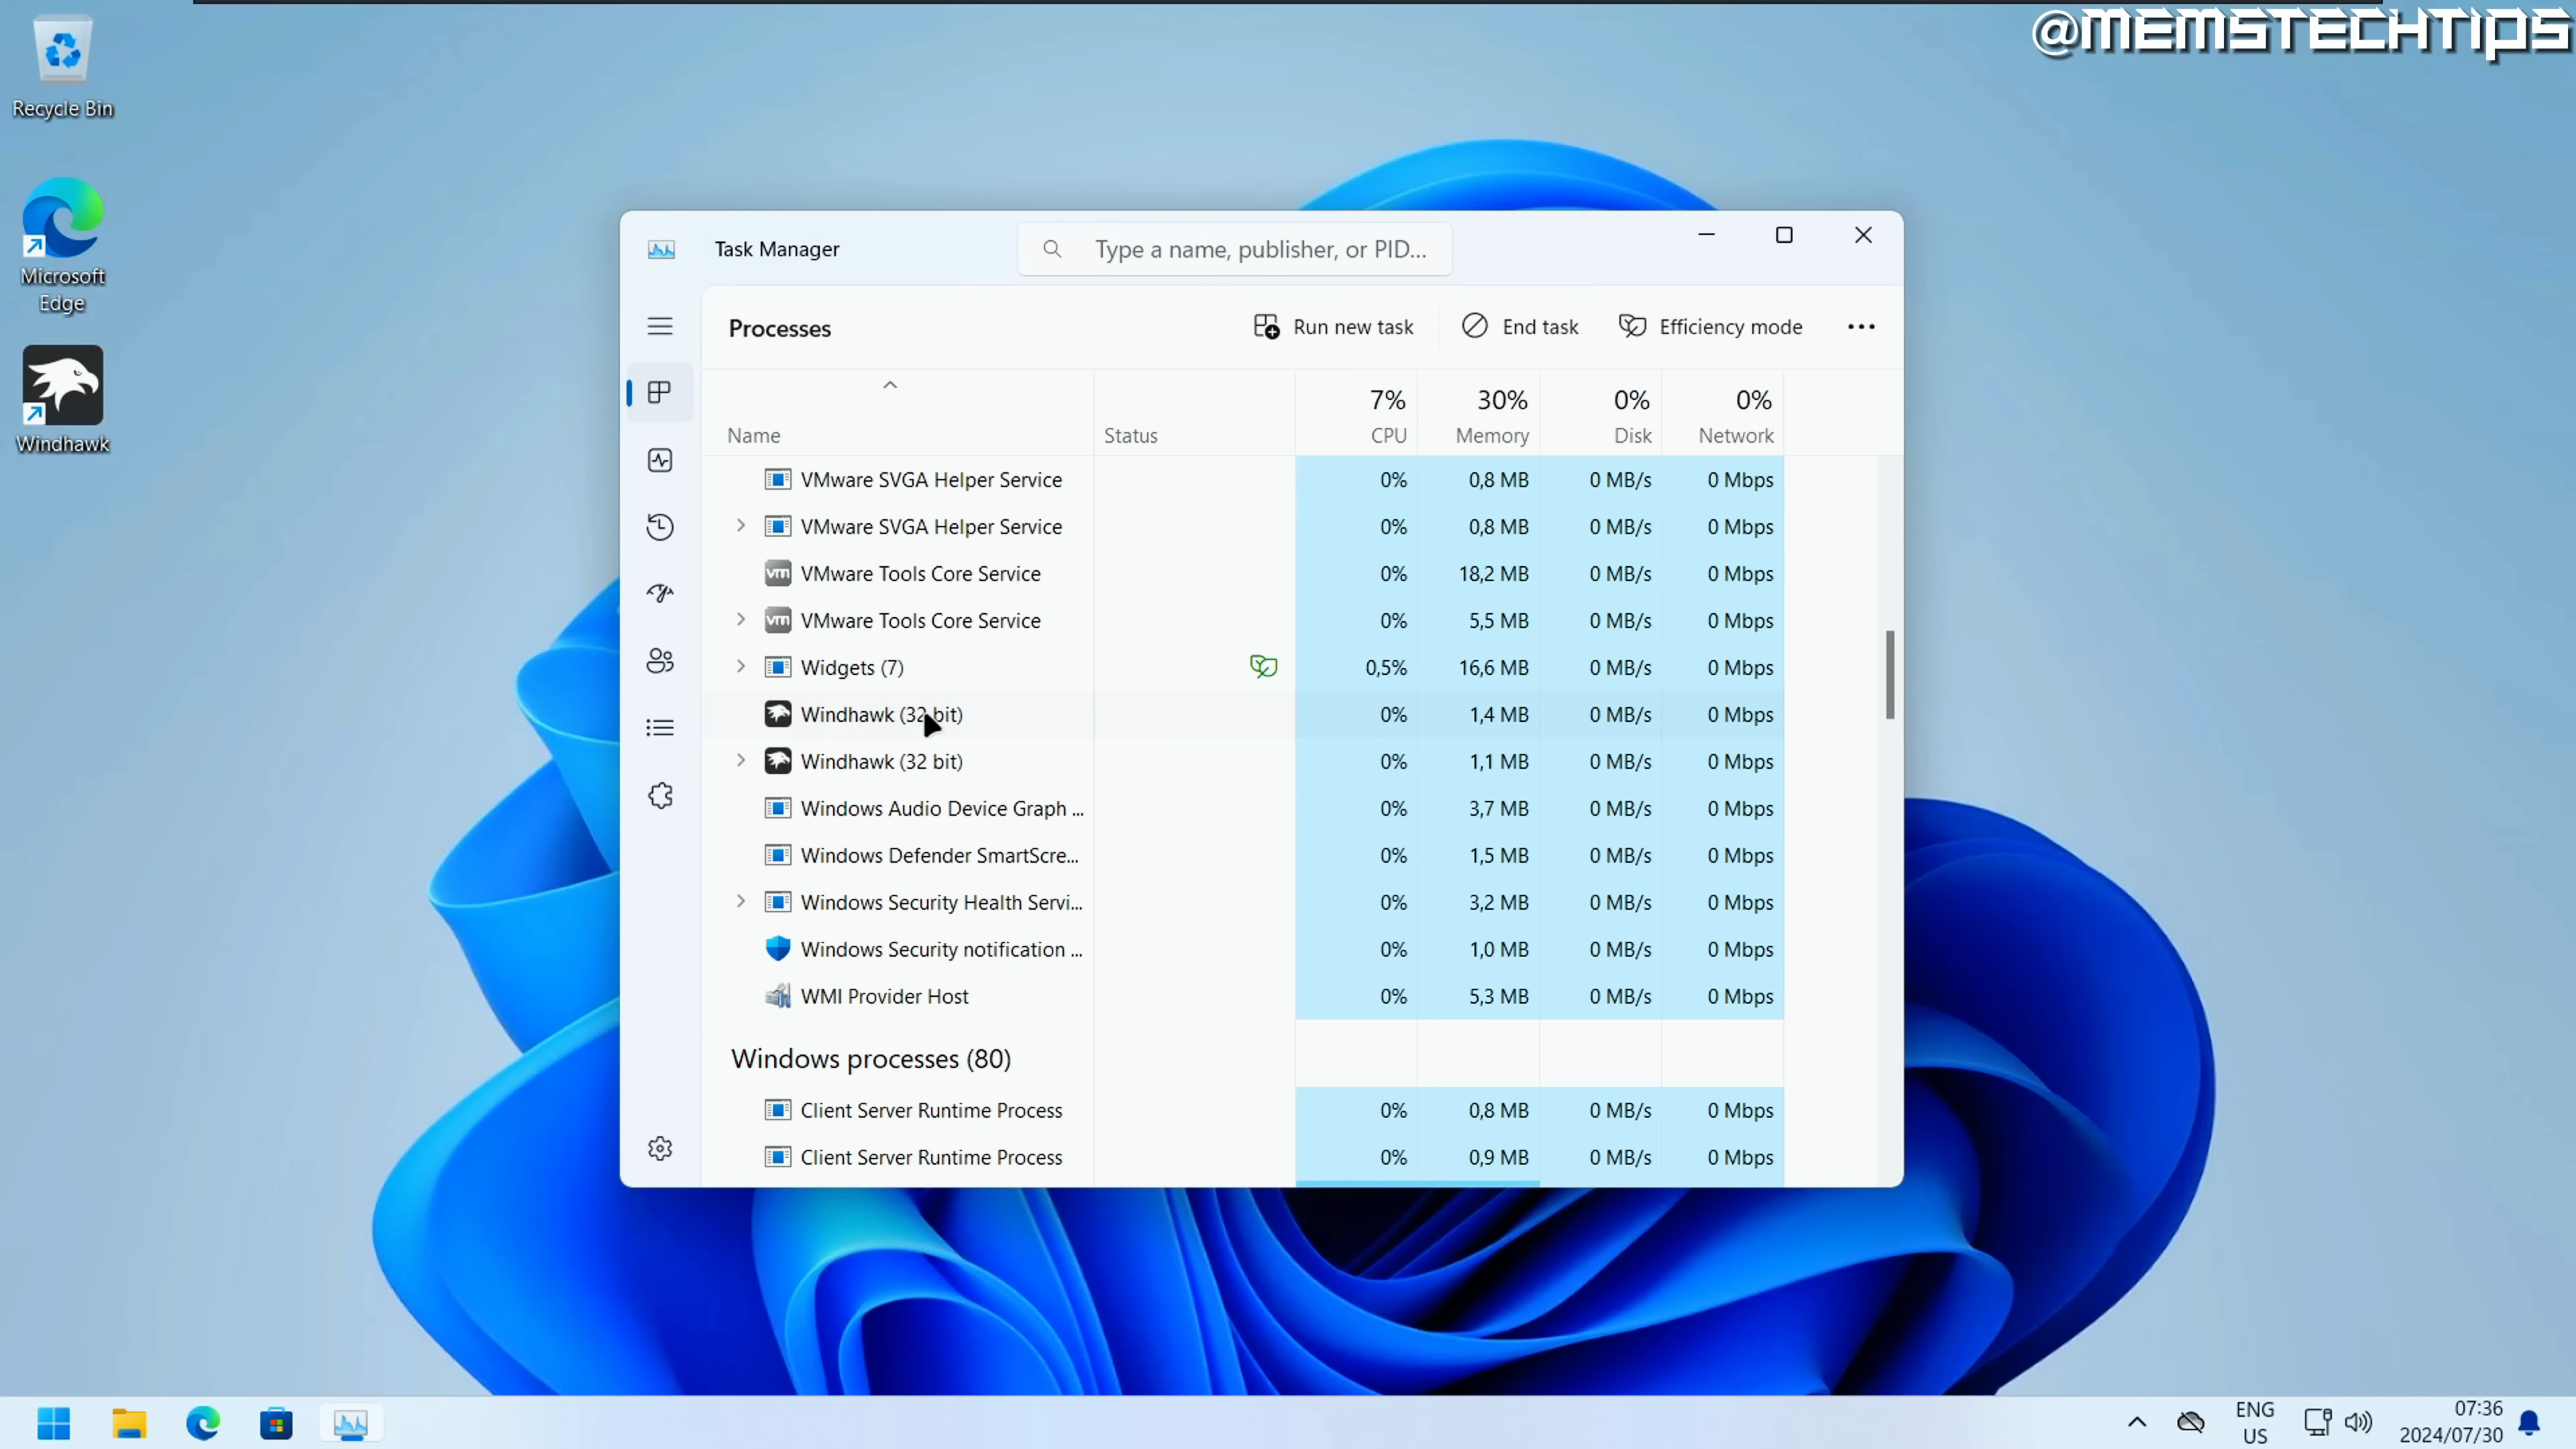 @MEMSTECHTIPS
Recycle Bin
Microsoft
Edge
Windhawk
Task Manager
Type a name, publisher, or PID...
Processes
Run new task
End task
Efficiency mode
Name
Status
7%
CPU
30%
Memory
0%
Disk
0%
Network
VMware SVGA Helper Service 0% 0,8 MB 0 MB/s 0 Mbps
VMware SVGA Helper Service 0% 0,8 MB 0 MB/s 0 Mbps
vm VMware Tools Core Service 0% 18,2 MB 0 MB/s 0 Mbps
vm VMware Tools Core Service 0% 5,5 MB 0 MB/s 0 Mbps
Widgets (7) 0,5% 16,6 MB 0 MB/s 0 Mbps
Windhawk (32 bit) 0% 1,4 MB 0 MB/s 0 Mbps
Windhawk (32 bit) 0% 1,1 MB 0 MB/s 0 Mbps
Windows Audio Device Graph ... 0% 3,7 MB 0 MB/s 0 Mbps
Windows Defender SmartScre... 0% 1,5 MB 0 MB/s 0 Mbps
Windows Security Health Servi... 0% 3,2 MB 0 MB/s 0 Mbps
Windows Security notification ... 0% 1,0 MB 0 MB/s 0 Mbps
WMI Provider Host 0% 5,3 MB 0 MB/s 0 Mbps
Windows processes (80)
Client Server Runtime Process 0% 0,8 MB 0 MB/s 0 Mbps
Client Server Runtime Process 0% 0,9 MB 0 MB/s 0 Mbps
ENG
US
07:36
2024/07/30